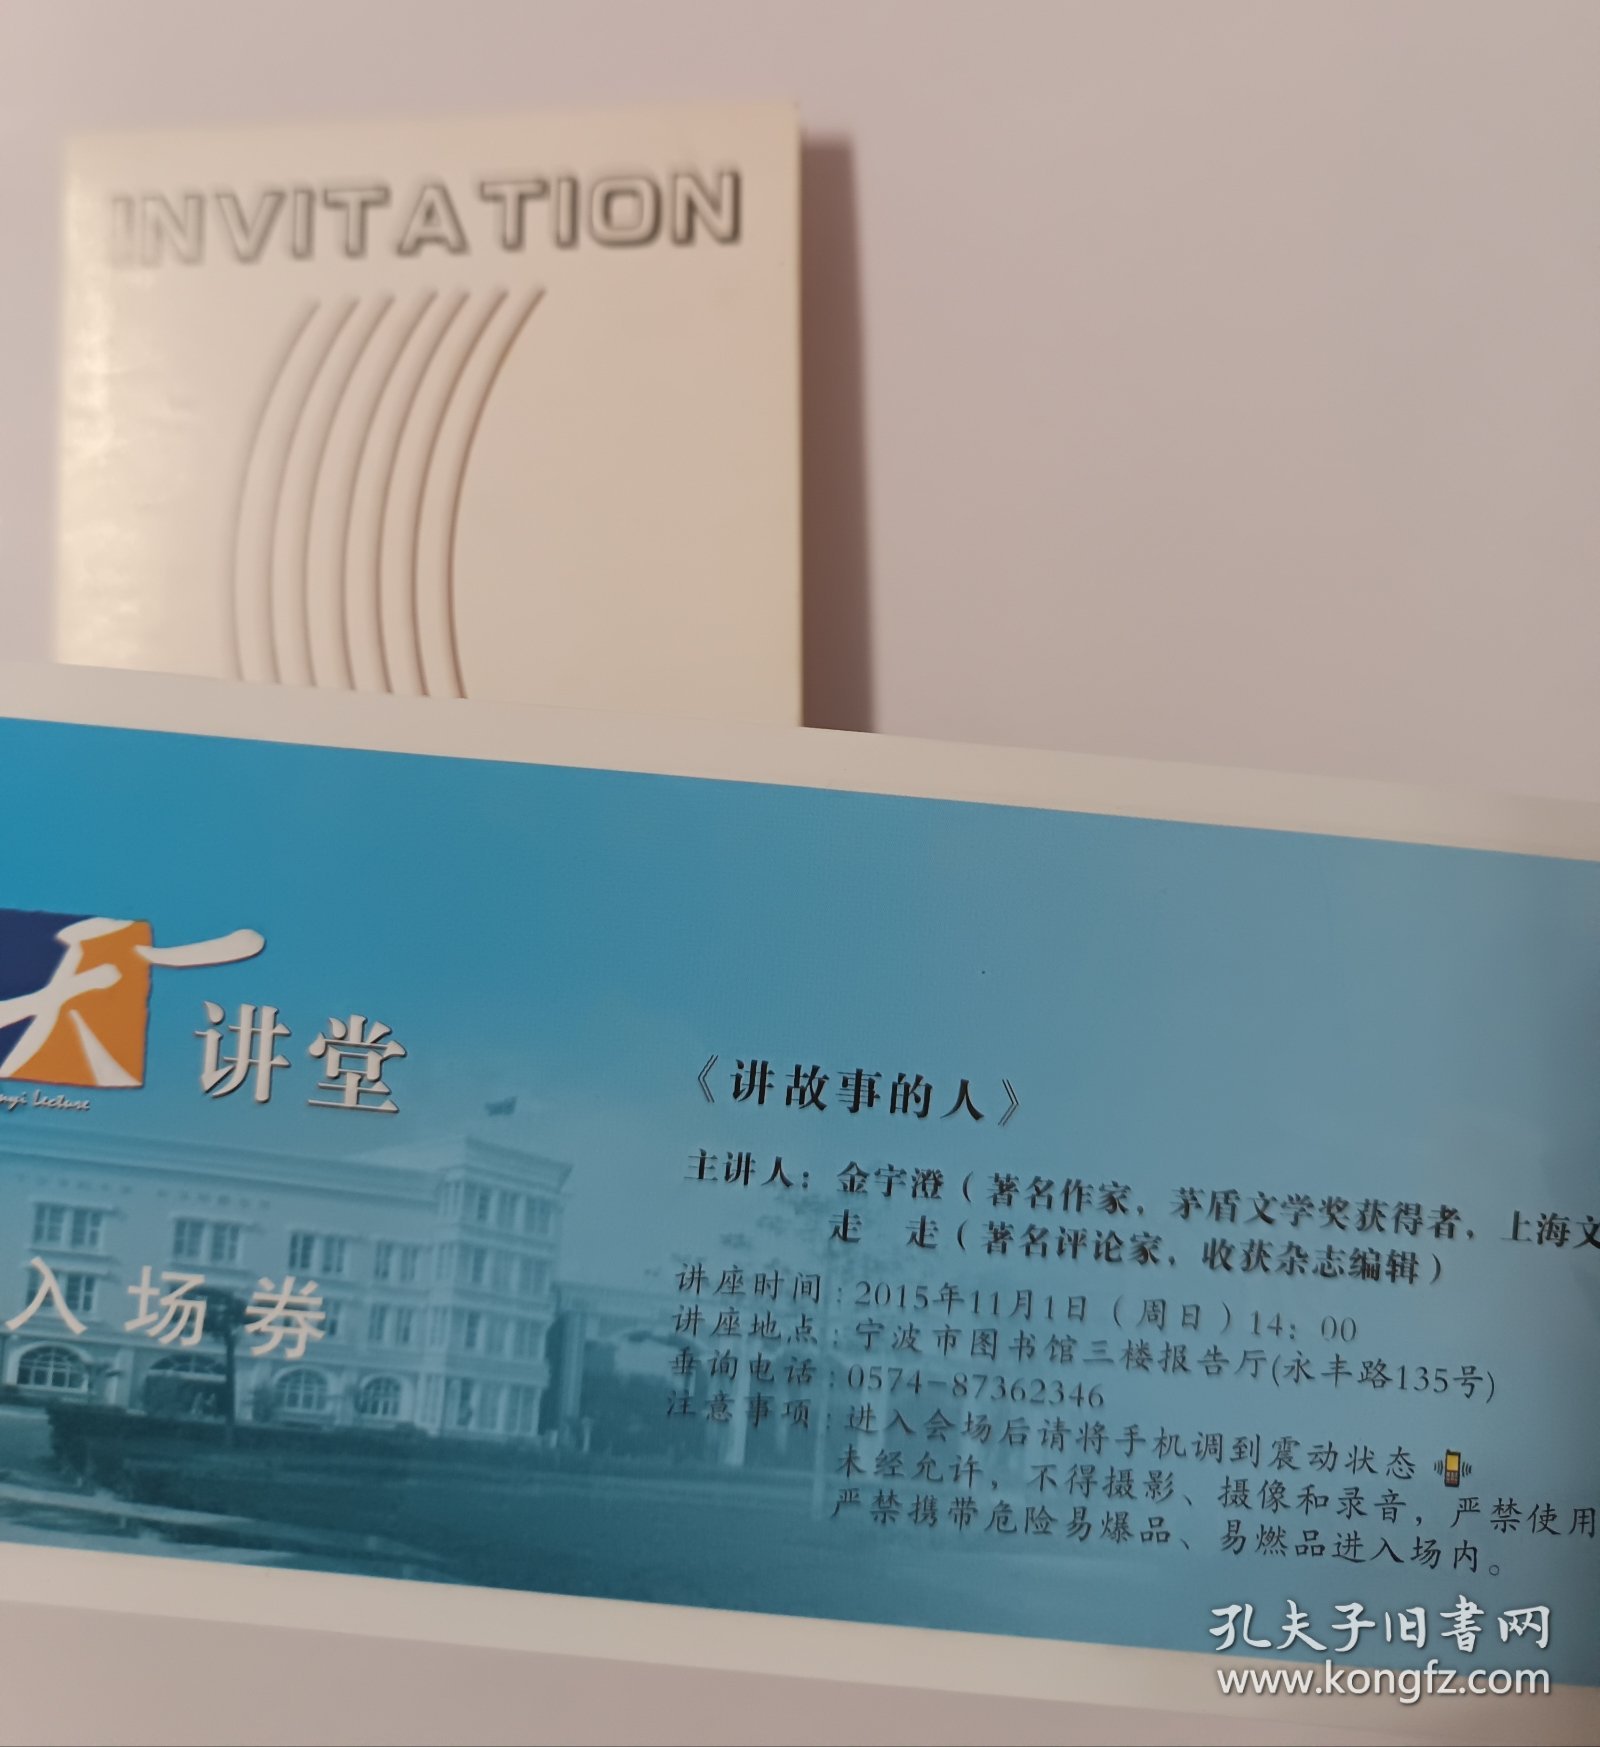 INVITATION
天一
讲堂
nyi Lecture
入场券
《讲故事的人》
主讲人：金宇澄（著名作家，茅盾文学奖获得者，上海文
走 走（著名评论家，收获杂志编辑）
讲座时间：2015年11月1日（周日）14：00
讲座地点：宁波市图书馆三楼报告厅(永丰路135号)
垂询电话：0574-87362346
注意事项：进入会场后请将手机调到震动状态
未经允许，不得摄影、摄像和录音，严禁使用
严禁携带危险易爆品、易燃品进入场内。
孔夫子旧书网
www.kongfz.com